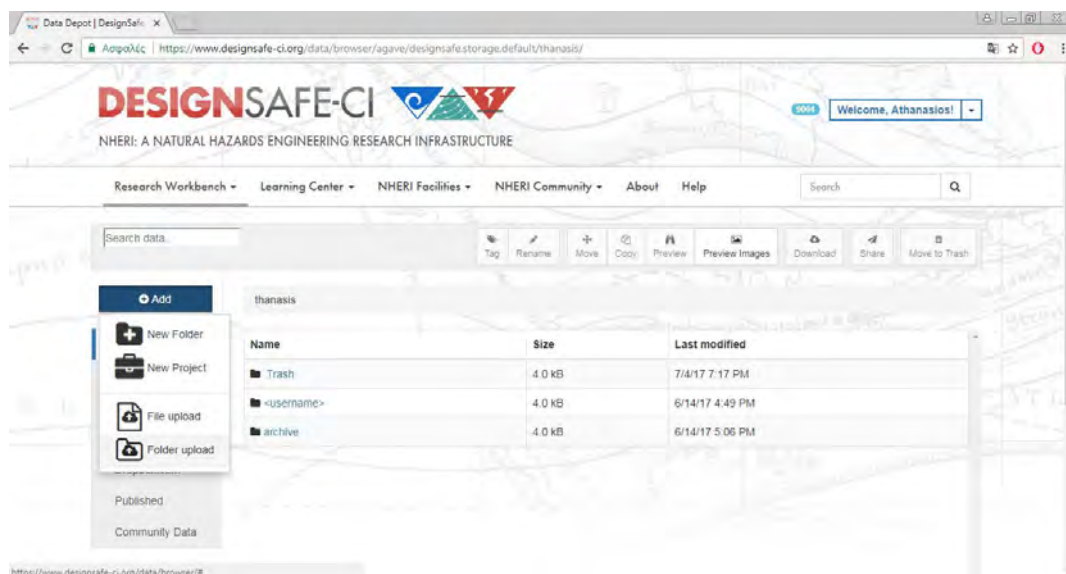 Data Depot | DesignSafe
Ασφαλές | https://www.designsafe-ci.org/data/browser/agave/designsafe.storage.default/thanasis/
DESIGNSAFE-CI
NHERI: A NATURAL HAZARDS ENGINEERING RESEARCH INFRASTRUCTURE
Welcome, Athanasios!
Research Workbench Learning Center NHERI Facilities NHERI Community About Help Search
Search data..
Tag Rename Move Copy Preview Preview Images Download Share Move to Trash
Add
thanasis
New Folder
New Project
File upload
Folder upload
Name Size Last modified
Trash 4.0 kB 7/4/17 7:17 PM
<username> 4.0 kB 6/14/17 4:49 PM
archive 4.0 kB 6/14/17 5:06 PM
Published
Community Data
https://www.designsafe-ci.org/data/browser/#